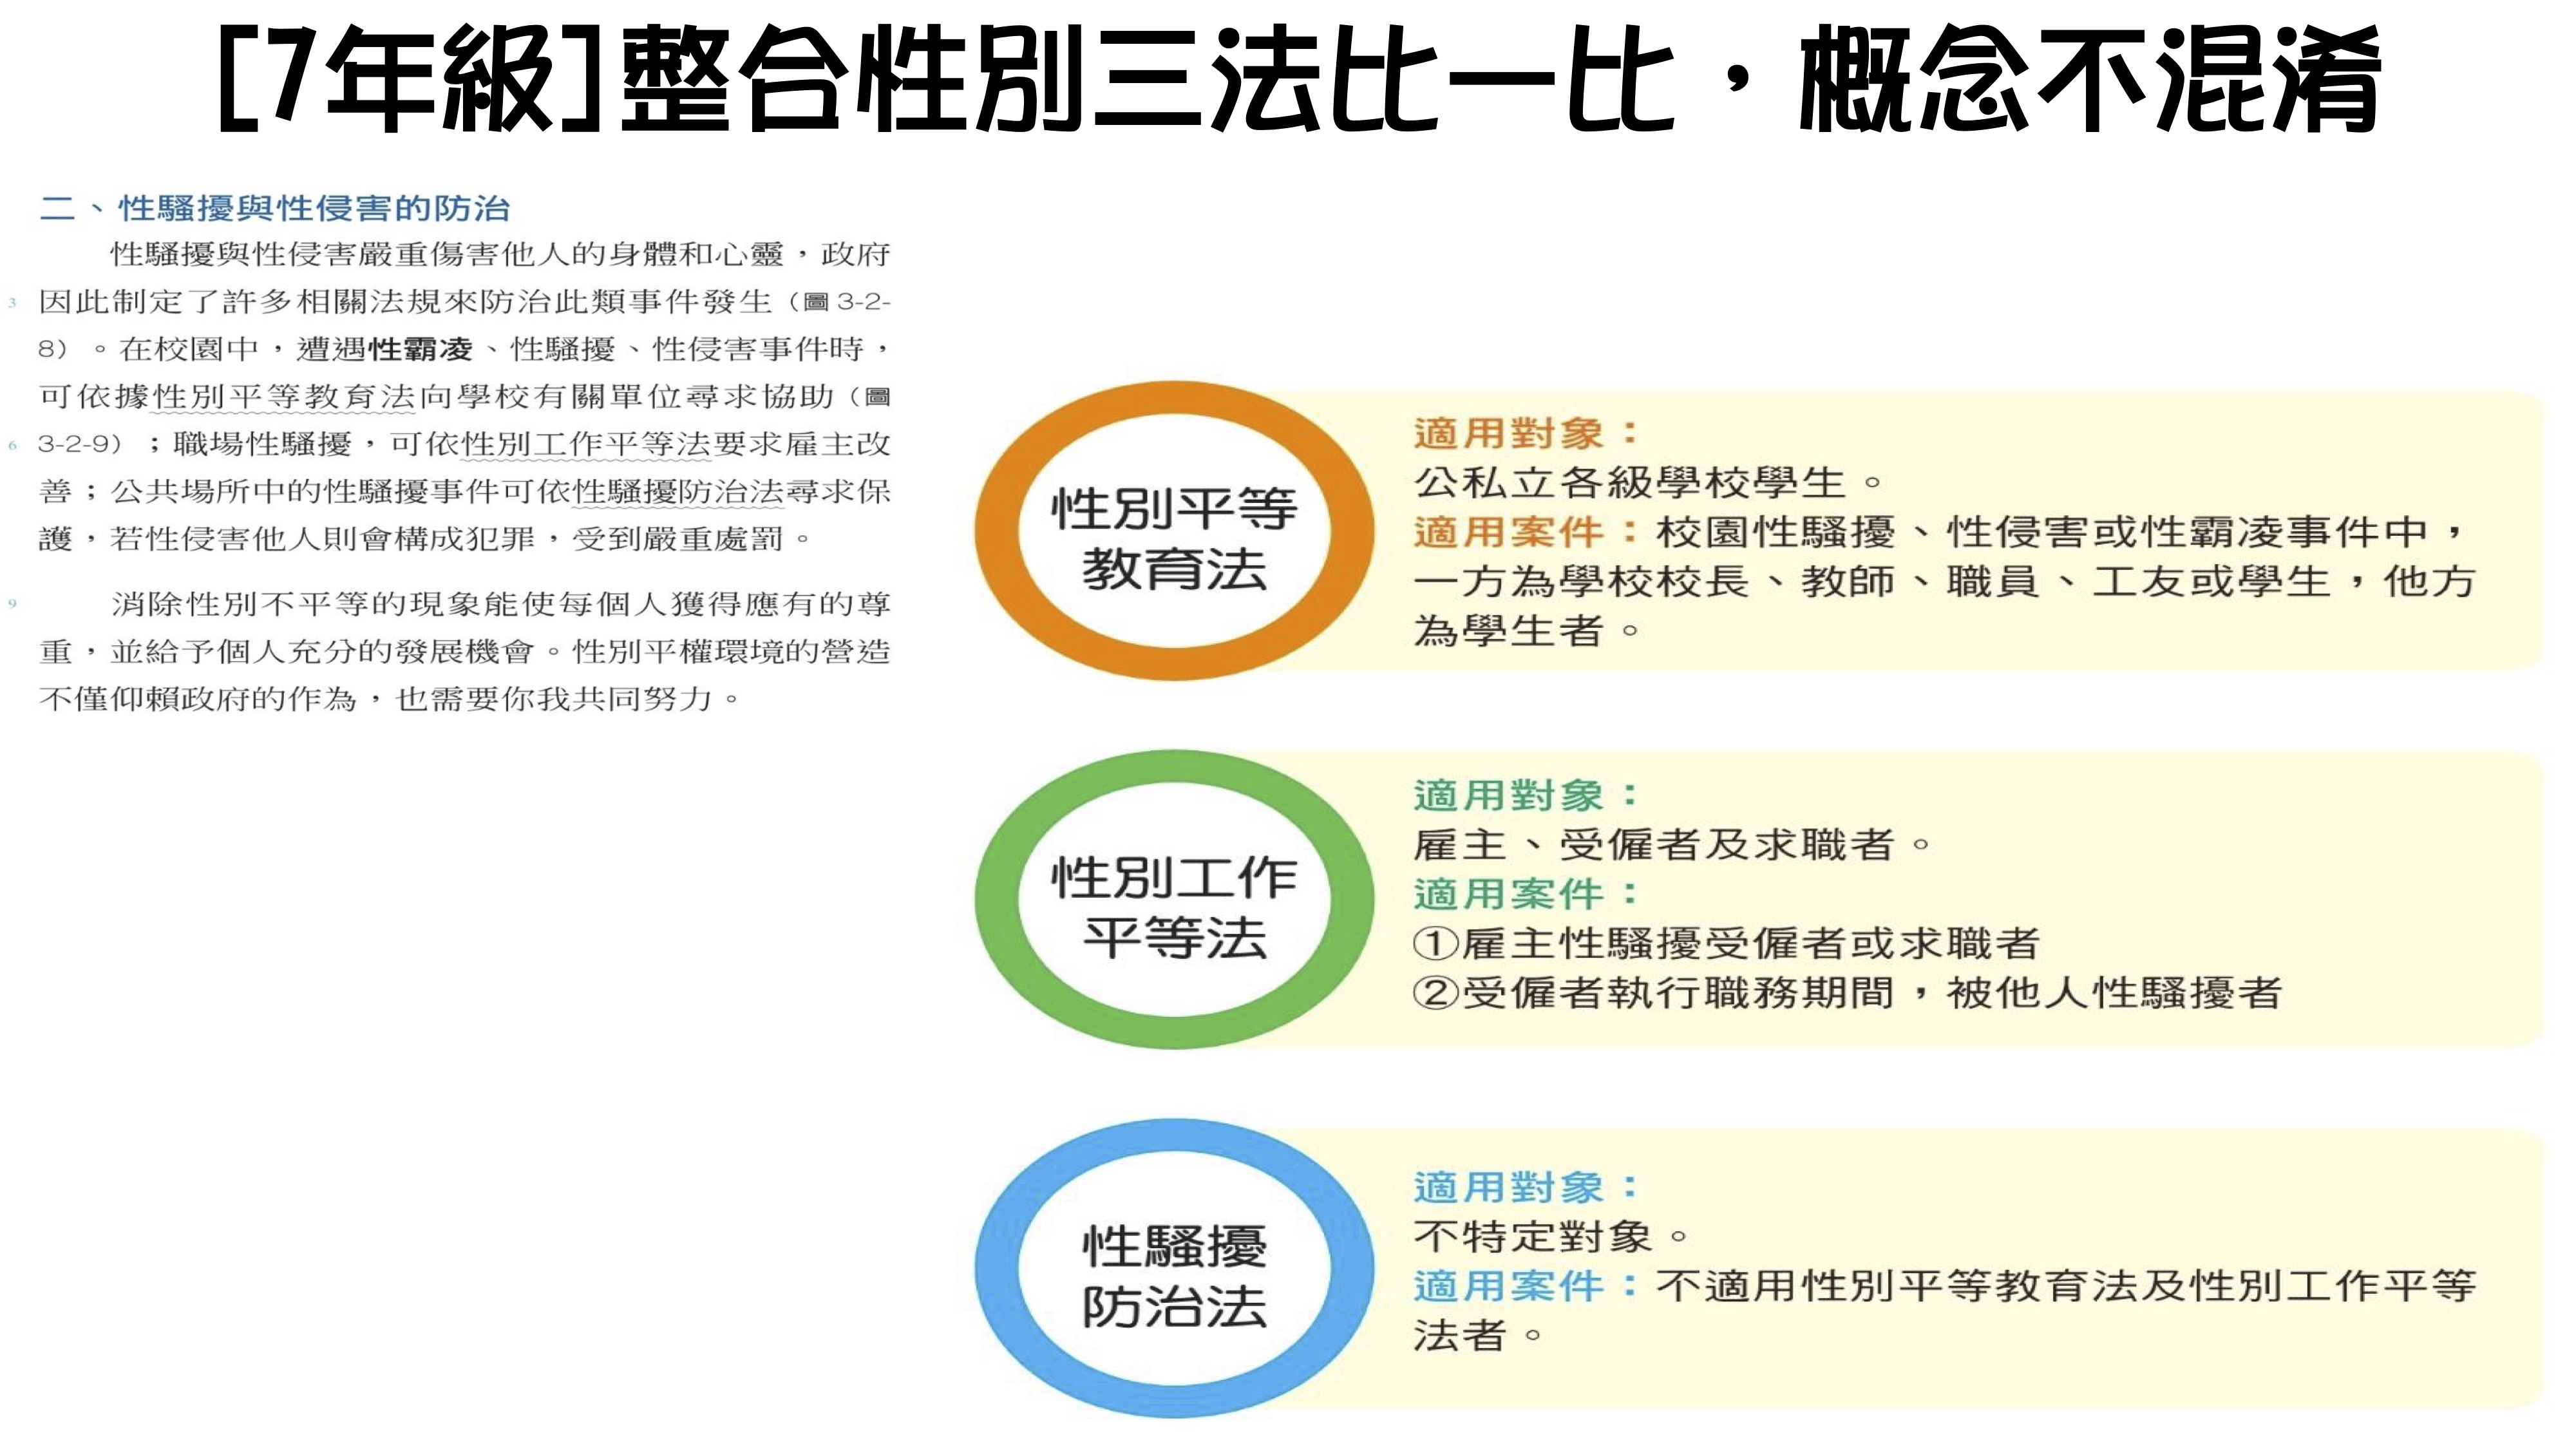 [7年級]整合性別三法比一比，概念不混淆
二、性騷擾與性侵害的防治
性騷擾與性侵害嚴重傷害他人的身體和心靈，政府
3 因此制定了許多相關法規來防治此類事件發生（圖3-2-
8）。在校園中，遭遇性霸凌、性騷擾、性侵害事件時，
可依據性別平等教育法向學校有關單位尋求協助（圖
6 3-2-9）；職場性騷擾，可依性別工作平等法要求雇主改
善；公共場所中的性騷擾事件可依性騷擾防治法尋求保
護，若性侵害他人則會構成犯罪，受到嚴重處罰。
9 消除性別不平等的現象能使每個人獲得應有的尊
重，並給予個人充分的發展機會。性別平權環境的營造
不僅仰賴政府的作為，也需要你我共同努力。
性別平等
教育法
適用對象：
公私立各級學校學生。
適用案件：校園性騷擾、性侵害或性霸凌事件中，
一方為學校校長、教師、職員、工友或學生，他方
為學生者。
性別工作
平等法
適用對象：
雇主、受僱者及求職者。
適用案件：
①雇主性騷擾受僱者或求職者
②受僱者執行職務期間，被他人性騷擾者
性騷擾
防治法
適用對象：
不特定對象。
適用案件：不適用性別平等教育法及性別工作平等
法者。